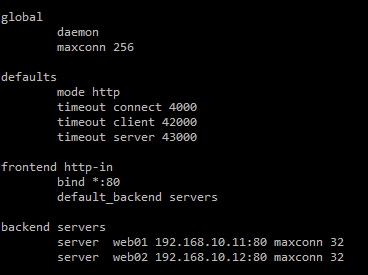 global
        daemon
        maxconn 256

defaults
        mode http
        timeout connect 4000
        timeout client 42000
        timeout server 43000

frontend http-in
        bind *:80
        default_backend servers

backend servers
        server  web01 192.168.10.11:80 maxconn 32
        server  web02 192.168.10.12:80 maxconn 32